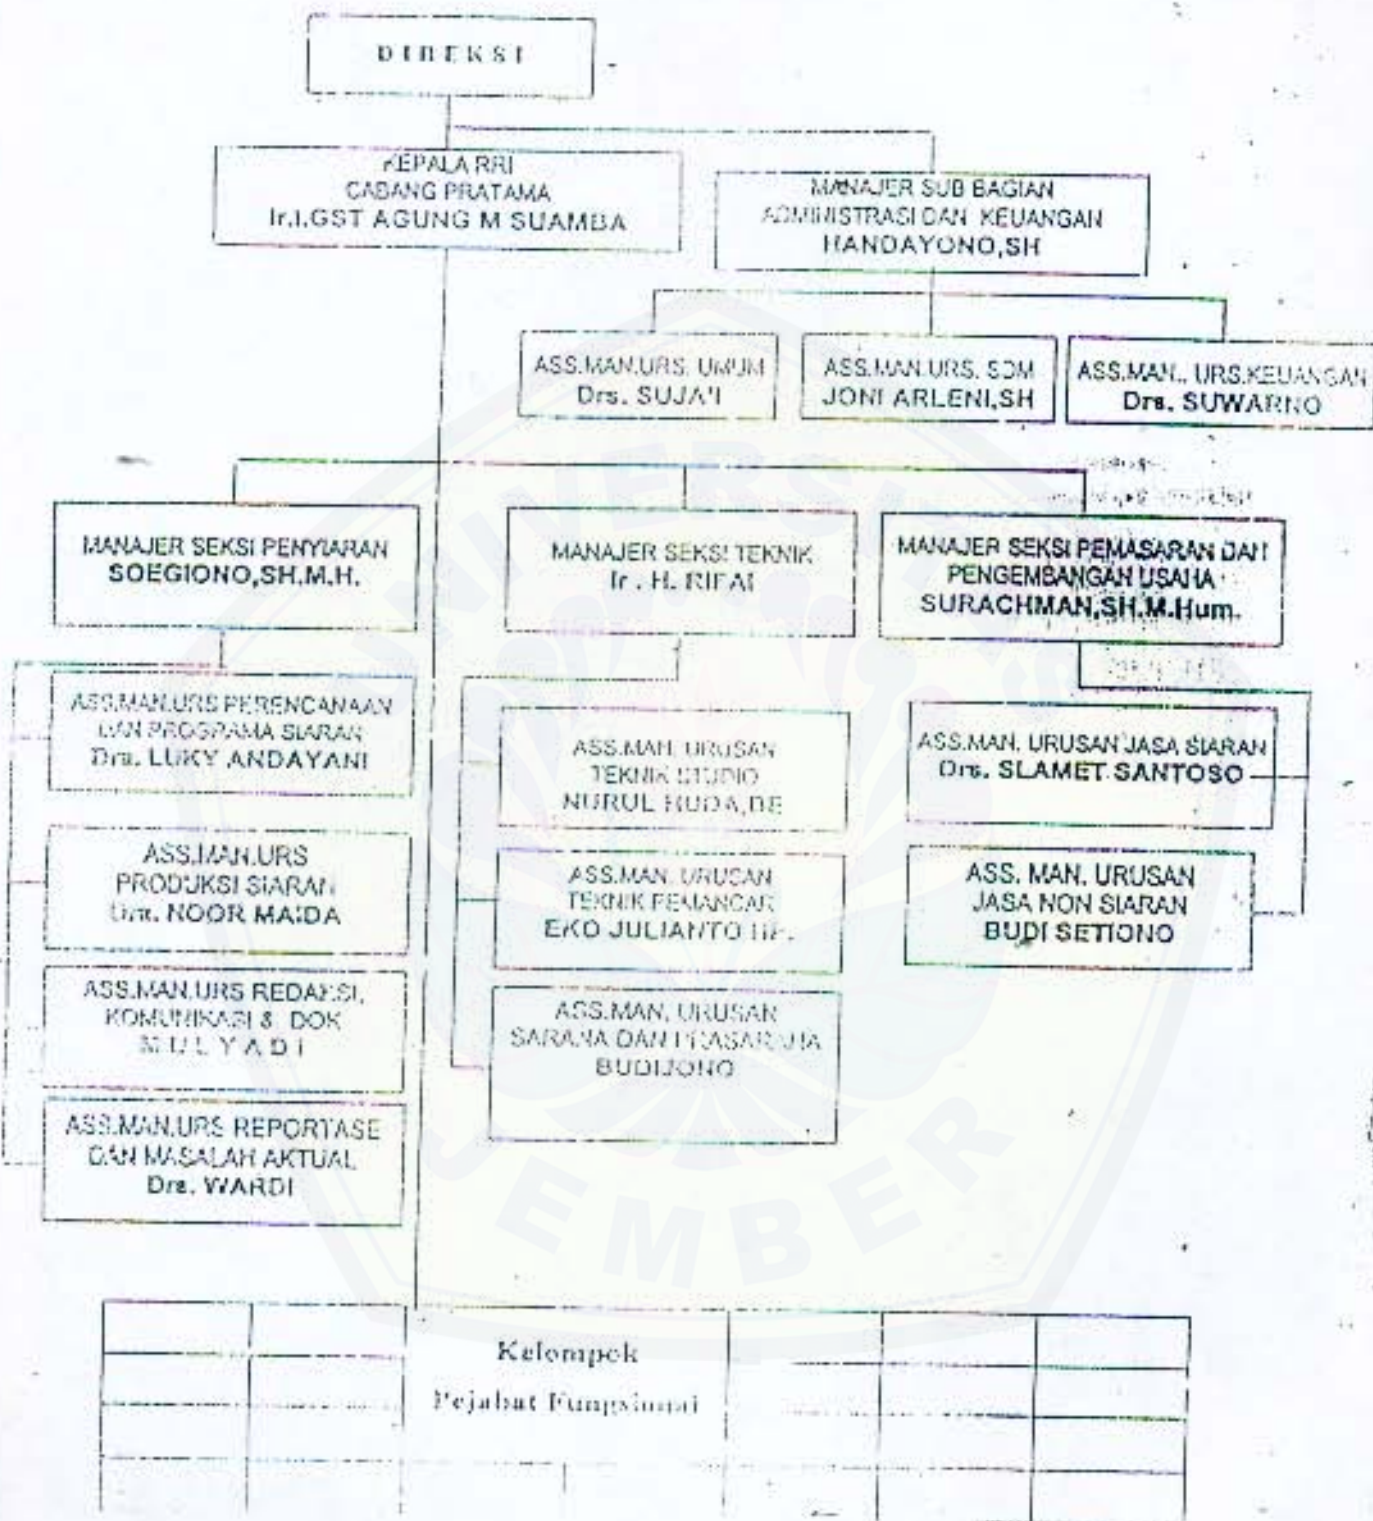 DIREKSI
KEPALA RRI
CABANG PRATAMA
Ir.I.GST AGUNG M SUAMBA
MANAJER SUB BAGIAN
ADMINISTRASI DAN KEUANGAN
HANDAYONO,SH
ASS.MAN.URS. UMUM
Drs. SUJA'I
ASS.MAN.URS. SDM
JONI ARLENI,SH
ASS.MAN., URS.KEUANGAN
Drs. SUWARNO
MANAJER SEKSI PENYIARAN
SOEGIONO,SH.M.H.
MANAJER SEKSI TEKNIK
Ir . H. RIFAI
MANAJER SEKSI PEMASARAN DAN
PENGEMBANGAN USAHA
SURACHMAN,SH.M.Hum.
ASS.MAN.URS PERENCANAAN
DAN PROGRAMA SIARAN
Dra. LUKY ANDAYANI
ASS.MAN. URUSAN
TEKNIK STUDIO
NURUL HUDA,BE
ASS.MAN. URUSAN JASA SIARAN
Drs. SLAMET SANTOSO
ASS.MAN.URS
PRODUKSI SIARAN
Dra. NOOR MAIDA
ASS.MAN. URUSAN
TEKNIK PEMANCAR
EKO JULIANTO
ASS. MAN. URUSAN
JASA NON SIARAN
BUDI SETIONO
ASS.MAN.URS REDAKSI,
KOMUNIKASI & DOK
M U L Y A D I
ASS.MAN. URUSAN
SARANA DAN PRASARANA
BUDIJONO
ASS.MAN.URS REPORTASE
DAN MASALAH AKTUAL
Drs. WARDI
Kelompok
Pejabat Fungsional
UNIVERSITAS
JEMBER